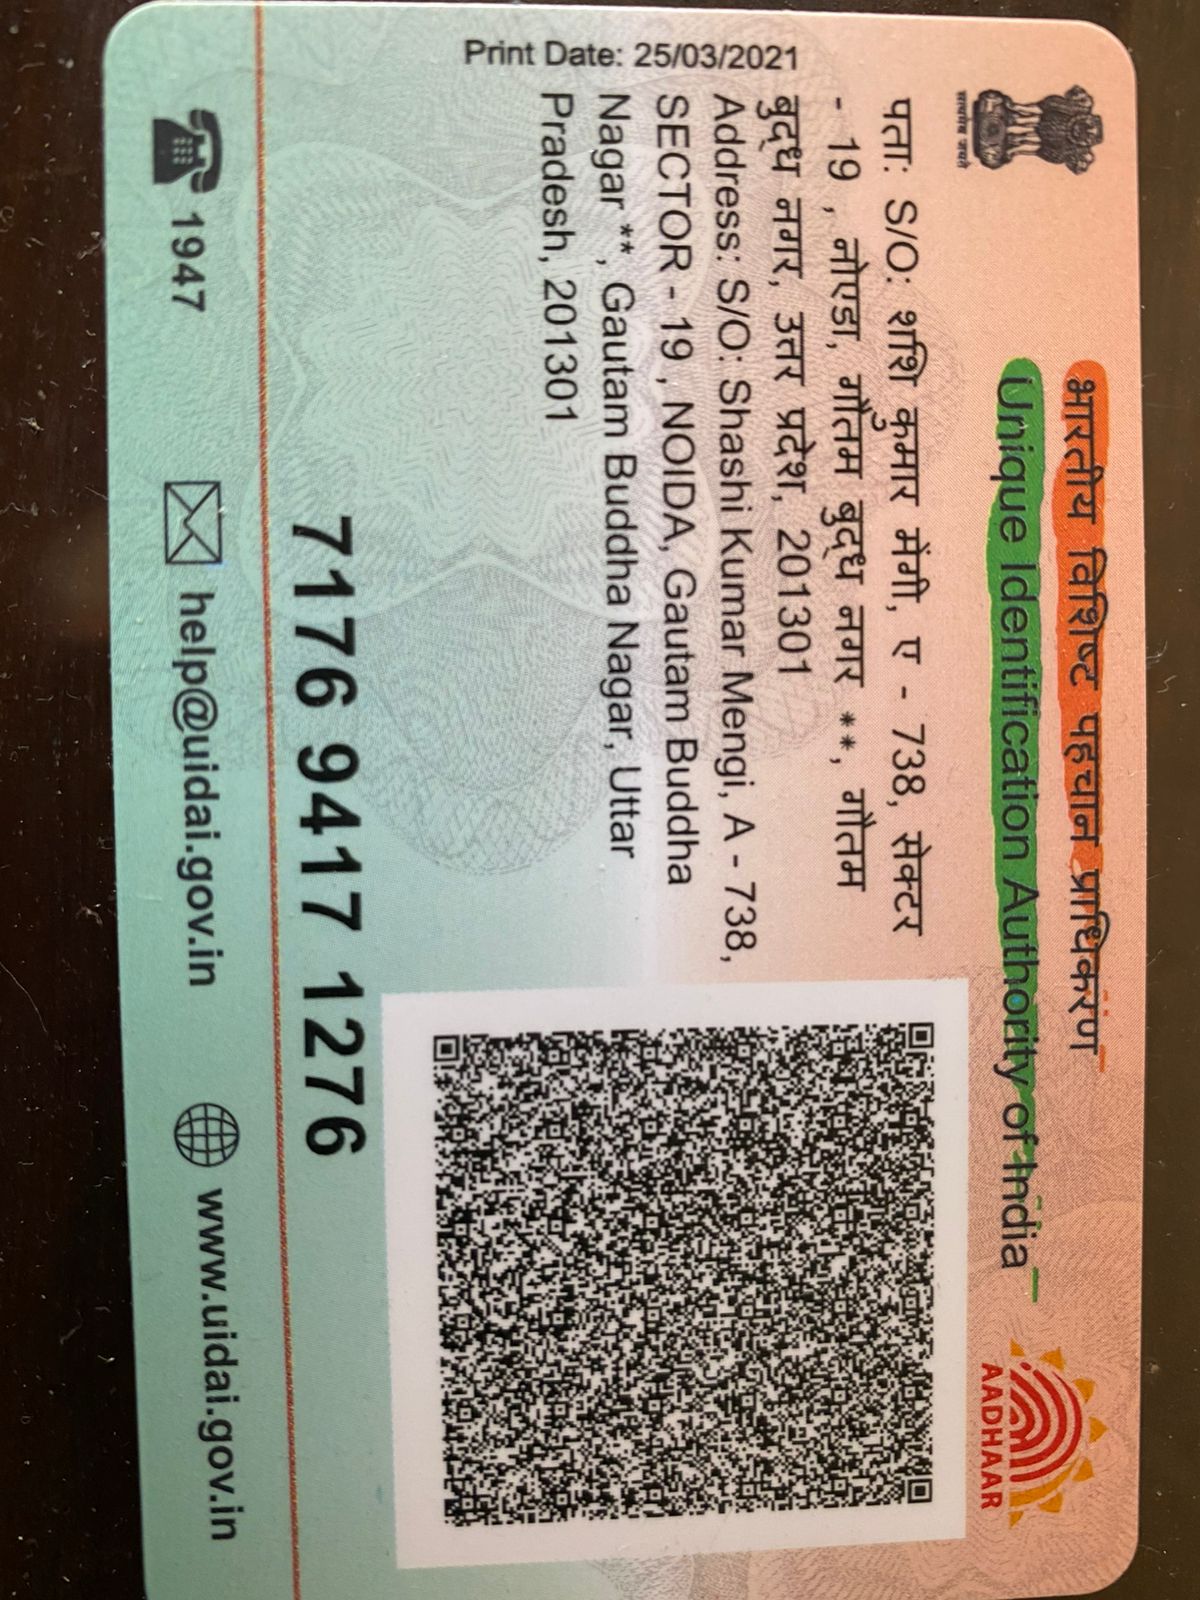 भारतीय विशिष्ट पहचान प्राधिकरण
Unique Identification Authority of India
सत्यमेव जयते
AADHAAR
पता: S/O: शशि कुमार मेंगी, ए - 738, सेक्टर
- 19 , नोएडा, गौतम बुद्ध नगर **, गौतम
बुद्ध नगर, उत्तर प्रदेश, 201301
Address: S/O: Shashi Kumar Mengi, A - 738,
SECTOR - 19 , NOIDA, Gautam Buddha
Nagar **, Gautam Buddha Nagar, Uttar
Pradesh, 201301
Print Date: 25/03/2021
7176 9417 1276
1947
help@uidai.gov.in
www.uidai.gov.in